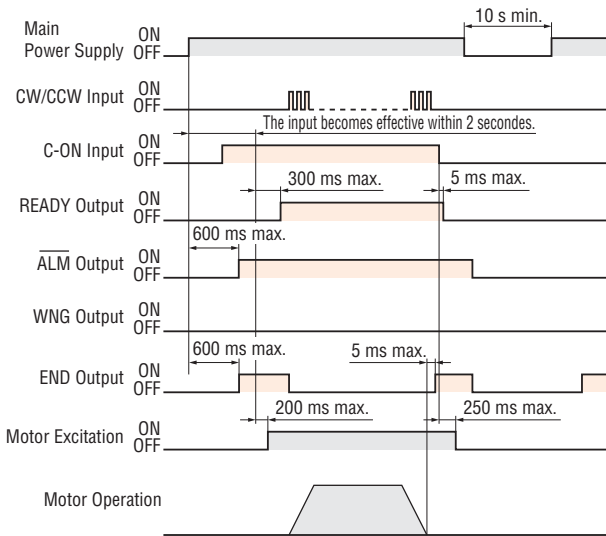 Main
Power Supply
ON
OFF
10 s min.
CW/CCW Input
ON
OFF
The input becomes effective within 2 secondes.
C-ON Input
ON
OFF
300 ms max.
5 ms max.
READY Output
ON
OFF
600 ms max.
ALM Output
ON
OFF
WNG Output
ON
OFF
600 ms max.
5 ms max.
END Output
ON
OFF
200 ms max.
250 ms max.
Motor Excitation
ON
OFF
Motor Operation